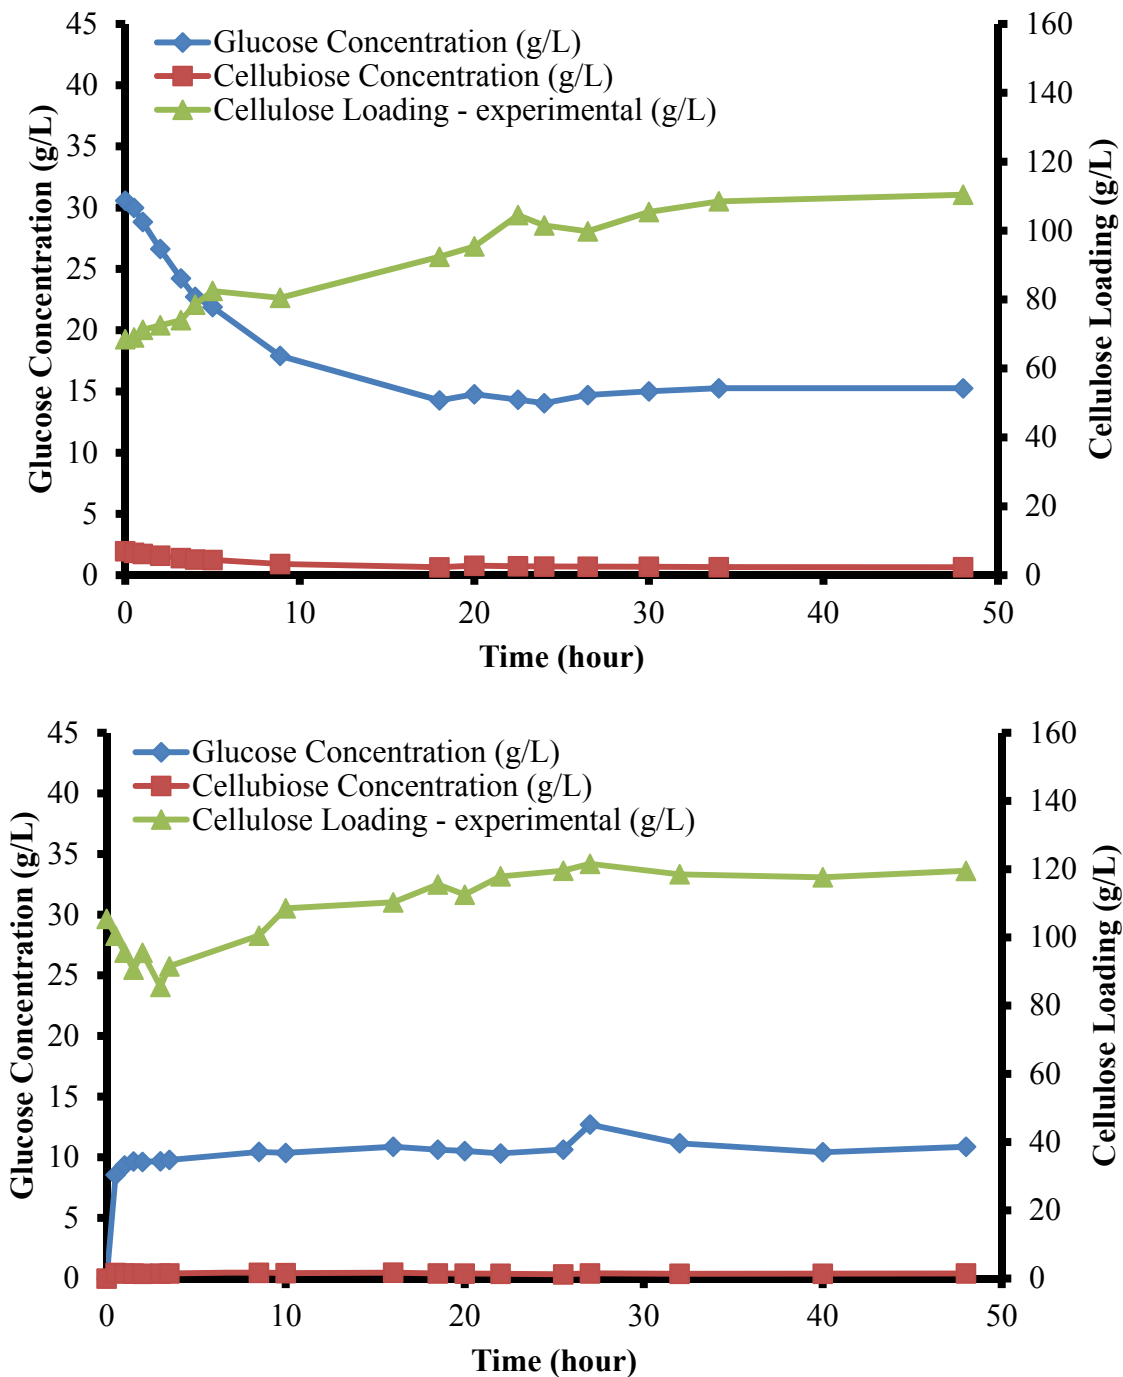 Glucose Concentration (g/L)
Cellubiose Concentration (g/L)
Cellulose Loading - experimental (g/L)
45
40
35
30
25
20
15
10
5
0
Glucose Concentration (g/L)
160
140
120
100
80
60
40
20
0
Cellulose Loading (g/L)
0 10 20 30 40 50
Time (hour)
Glucose Concentration (g/L)
Cellubiose Concentration (g/L)
Cellulose Loading - experimental (g/L)
45
40
35
30
25
20
15
10
5
0
Glucose Concentration (g/L)
160
140
120
100
80
60
40
20
0
Cellulose Loading (g/L)
0 10 20 30 40 50
Time (hour)